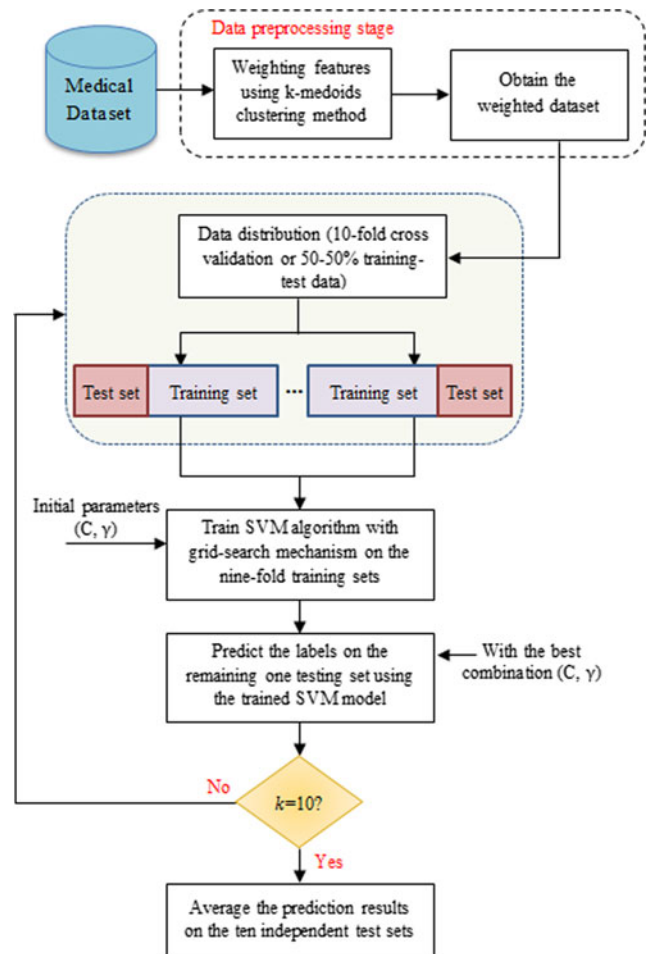 Data preprocessing stage
Medical
Dataset
Weighting features
using k-medoids
clustering method
Obtain the
weighted dataset
Data distribution (10-fold cross
validation or 50-50% training-
test data)
Test set Training set ... Training set Test set
Initial parameters
(C, γ)
Train SVM algorithm with
grid-search mechanism on the
nine-fold training sets
Predict the labels on the
remaining one testing set using
the trained SVM model
With the best
combination (C, γ)
No
k=10?
Yes
Average the prediction results
on the ten independent test sets